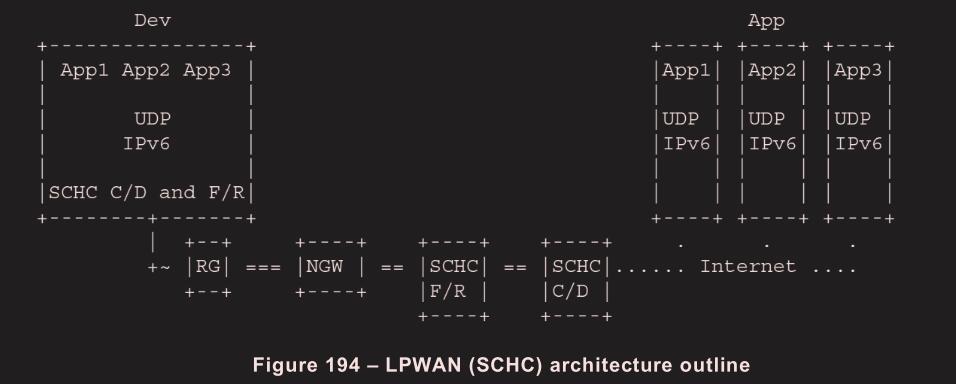 Dev                                                  App
+----------------+                                +----+ +----+ +----+
| App1 App2 App3 |                                |App1| |App2| |App3|
|                |                                |    | |    | |    |
|       UDP      |                                |UDP | |UDP | |UDP |
|      IPv6      |                                |IPv6| |IPv6| |IPv6|
|                |                                |    | |    | |    |
|SCHC C/D and F/R|                                |    | |    | |    |
+--------+-------+                                +----+ +----+ +----+
         |  +--+     +----+    +----+    +----+     .      .      .
         +~ |RG| === |NGW | == |SCHC| == |SCHC|...... Internet ....
            +--+     +----+    |F/R |    |C/D |
                               +----+    +----+
Figure 194 – LPWAN (SCHC) architecture outline